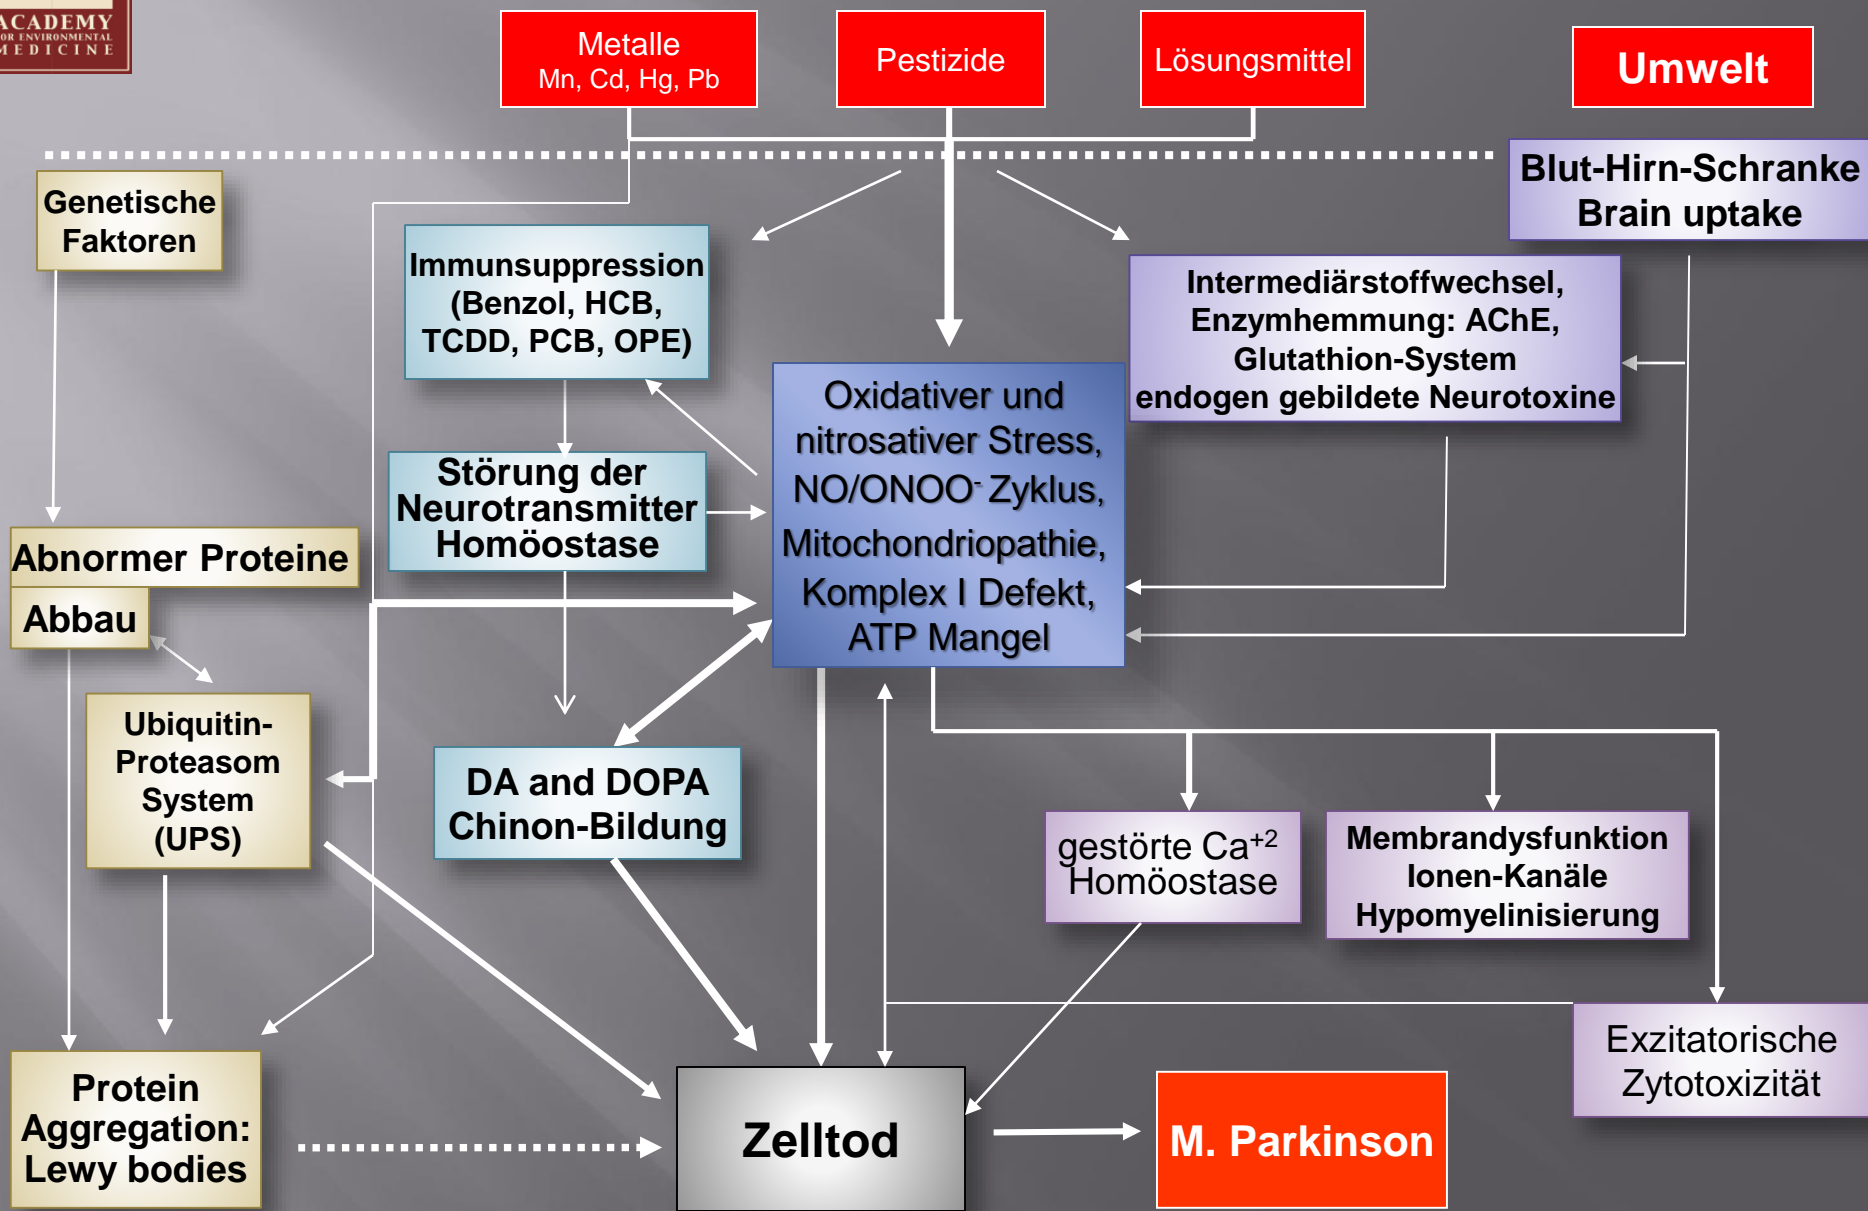 ACADEMY
FOR ENVIRONMENTAL
MEDICINE
Metalle
Mn, Cd, Hg, Pb
Pestizide
Lösungsmittel
Umwelt
Blut-Hirn-Schranke
Brain uptake
Genetische
Faktoren
Immunsuppression
(Benzol, HCB,
TCDD, PCB, OPE)
Intermediärstoffwechsel,
Enzymhemmung: AChE,
Glutathion-System
endogen gebildete Neurotoxine
Oxidativer und
nitrosativer Stress,
NO/ONOO- Zyklus,
Mitochondriopathie,
Komplex I Defekt,
ATP Mangel
Störung der
Neurotransmitter
Homöostase
Abnormer Proteine
Abbau
Ubiquitin-
Proteasom
System
(UPS)
DA and DOPA
Chinon-Bildung
gestörte Ca+2
Homöostase
Membrandysfunktion
Ionen-Kanäle
Hypomyelinisierung
Exzitatorische
Zytotoxizität
Protein
Aggregation:
Lewy bodies
Zelltod
M. Parkinson